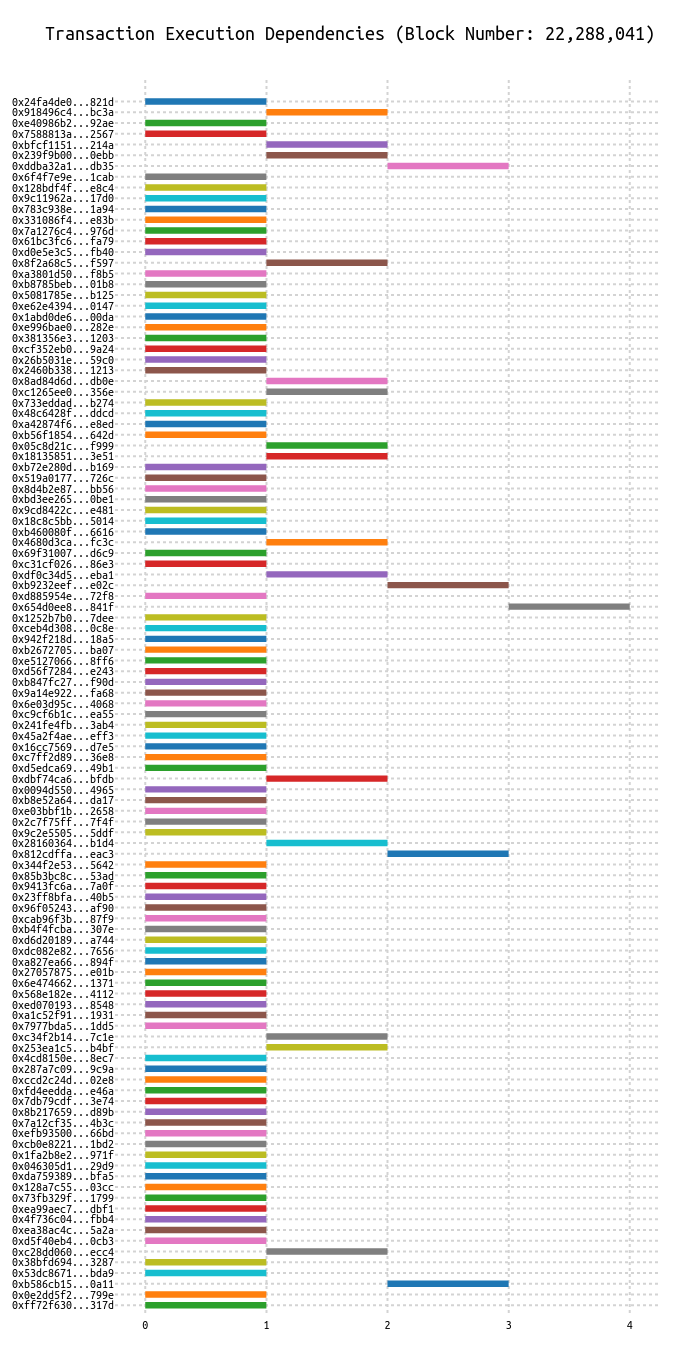 Transaction Execution Dependencies (Block Number: 22,288,041)
0x24fa4de0...821d
0x918496c4...bc3a
0xe40986b2...92ae
0x7588813a...2567
0xbfcf1151...214a
0x239f9b00...0ebb
0xddba32a1...db35
0x6f4f7e9e...1cab
0x128bdf4f...e8c4
0x9c11962a...17d0
0x783c938e...1a94
0x331086f4...e83b
0x7a1276c4...976d
0x61bc3fc6...fa79
0xd0e5e3c5...fb40
0x8f2a68c5...f597
0xa3801d50...f8b5
0xb8785beb...01b8
0x5081785e...b125
0xe62e4394...0147
0x1abd0de6...00da
0xe996bae0...282e
0x381356e3...1203
0xcf352eb0...9a24
0x26b5031e...59c0
0x2460b338...1213
0x8ad84d6d...db0e
0xc1265ee0...356e
0x733eddad...b274
0x48c6428f...ddcd
0xa42874f6...e8ed
0xb56f1854...642d
0x05c8d21c...f999
0x18135851...3e51
0xb72e280d...b169
0x519a0177...726c
0x8d4b2e87...bb56
0xbd3ee265...0be1
0x9cd8422c...e481
0x18c8c5bb...5014
0xb460080f...6616
0x4680d3ca...fc3c
0x69f31007...d6c9
0xc31cf026...86e3
0xdf0c34d5...eba1
0xb9232eef...e02c
0xd885954e...72f8
0x654d0ee8...841f
0x1252b7b0...7dee
0xceb4d308...0c8e
0x942f218d...18a5
0xb2672705...ba07
0xe5127066...8ff6
0xd56f7284...e243
0xb847fc27...f90d
0x9a14e922...fa68
0x6e03d95c...4068
0xc9cf6b1c...ea55
0x241fe4fb...3ab4
0x45a2f4ae...eff3
0x16cc7569...d7e5
0xc7ff2d89...36e8
0xd5edca69...49b1
0xdbf74ca6...bfdb
0x0094d550...4965
0xb8e52a64...da17
0xe03bbf1b...2658
0x2c7f75ff...7f4f
0x9c2e5505...5ddf
0x28160364...b1d4
0x812cdffa...eac3
0x344f2e53...5642
0x85b3bc8c...53ad
0x9413fc6a...7a0f
0x23ff8bfa...40b5
0x96f05243...af90
0xcab96f3b...87f9
0xb4f4fcba...307e
0xd6d20189...a744
0xdc082e82...7656
0xa827ea66...894f
0x27057875...e01b
0x6e474662...1371
0x568e182e...4112
0xed070193...8548
0xa1c52f91...1931
0x7977bda5...1dd5
0xc34f2b14...7c1e
0x253ea1c5...b4bf
0x4cd8150e...8ec7
0x287a7c09...9c9a
0xccd2c24d...02e8
0xfd4eedda...e46a
0x7db79cdf...3e74
0x8b217659...d89b
0x7a12cf35...4b3c
0xefb93500...66bd
0xcb0e8221...1bd2
0x1fa2b8e2...971f
0x046305d1...29d9
0xda759389...bfa5
0x128a7c55...03cc
0x73fb329f...1799
0xea99aec7...dbf1
0x4f736c04...fbb4
0xea38ac4c...5a2a
0xd5f40eb4...0cb3
0xc28dd060...ecc4
0x38bfd694...3287
0x53dc8671...bda9
0xb586cb15...0a11
0x0e2dd5f2...799e
0xff72f630...317d
0 1 2 3 4